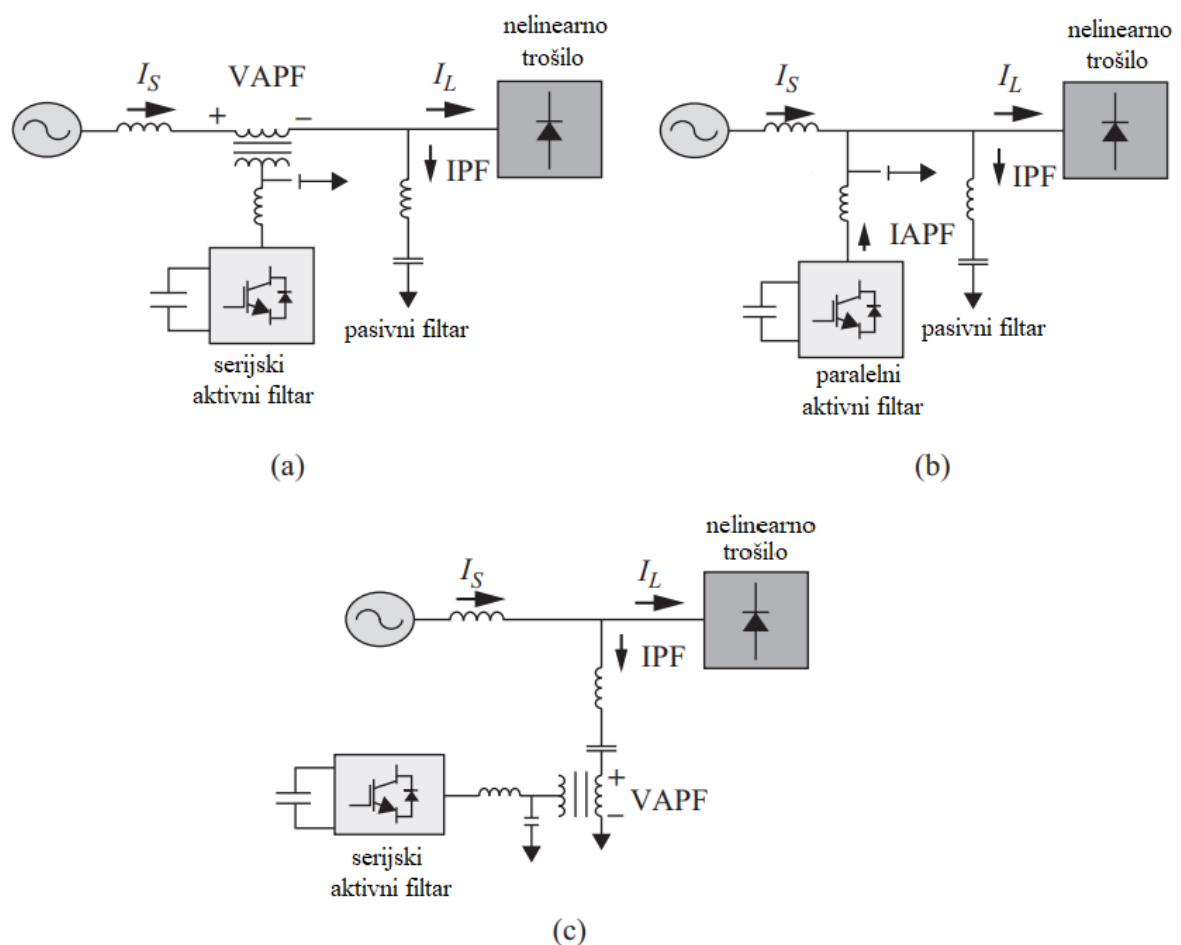 nelinearno
trošilo
I_S
VAPF
I_L
+
−
IPF
pasivni filtar
serijski
aktivni filtar
(a)
nelinearno
trošilo
I_S
I_L
IPF
IAPF
pasivni filtar
paralelni
aktivni filtar
(b)
nelinearno
trošilo
I_S
I_L
IPF
+
VAPF
−
serijski
aktivni filtar
(c)